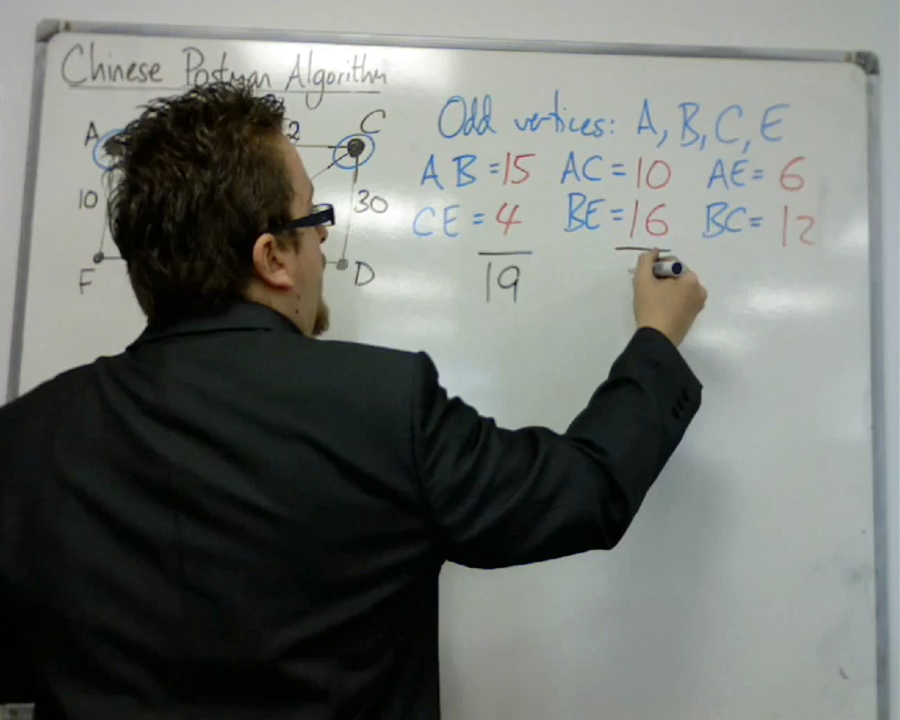 Chinese Postman Algorithm
Odd vertices: A, B, C, E
A C
AB=15 AC=10 AE=6
10 30
CE=4 BE=16 BC=12
F D
19